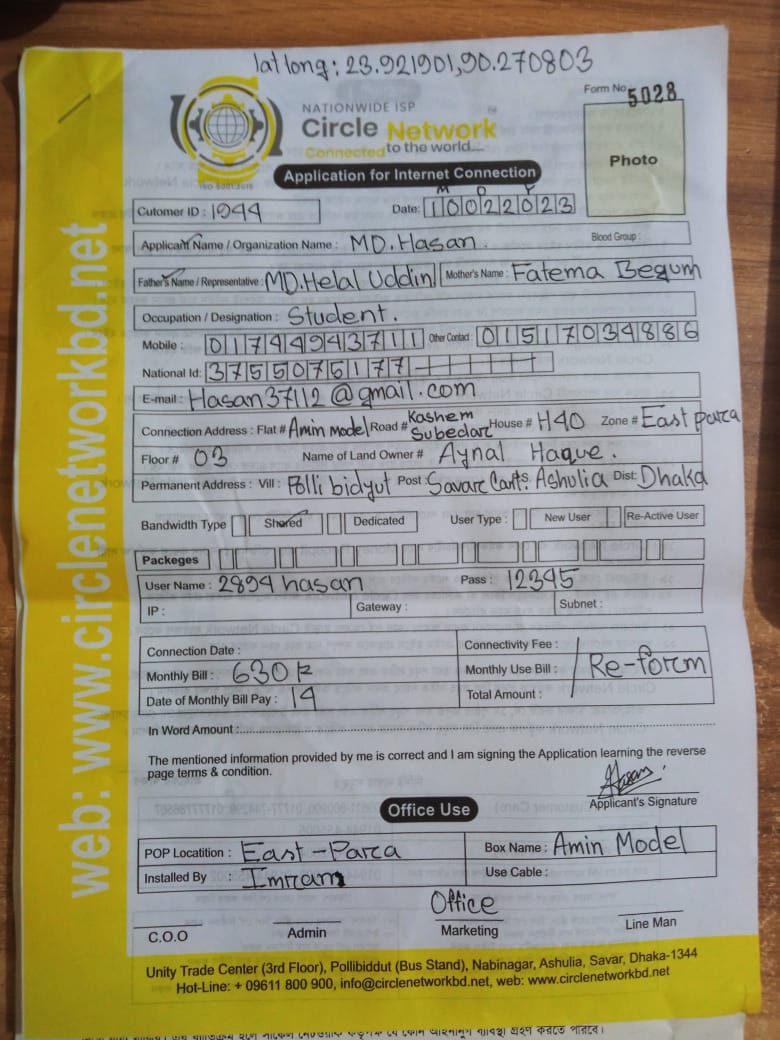 lat long: 23.921901,90.270803
Form No 5028
NATIONWIDE ISP
Circle Network
Connected to the world....
ISO 9001:2015
Photo
Application for Internet Connection
M D Y
Cutomer ID : 1944 Date: 10022023
Applicant Name / Organization Name : MD. Hasan. Blood Group :
Father's Name / Representative : MD. Helal Uddin Mother's Name : Fatema Begum
Occupation / Designation : Student.
Mobile : 01744943711 Other Contact : 01517034886
National Id: 3755075177
E-mail : Hasan37112@gmail.com
Connection Address : Flat # Amin model Road # Kashem Subedar House # H40 Zone # East para
Floor # 03 Name of Land Owner # Aynal Haque.
Permanent Address : Vill : Polli bidyut Post : Savar Cant: Ashulia Dist: Dhaka
Bandwidth Type Shared Dedicated User Type : New User Re-Active User
Packeges
User Name : 2894 hasan Pass : 12345
IP : Gateway : Subnet :
Connection Date : Connectivity Fee :
Monthly Bill : 630 Monthly Use Bill : Re-form
Date of Monthly Bill Pay : 14 Total Amount :
In Word Amount :
The mentioned information provided by me is correct and I am signing the Application learning the reverse
page terms & condition.
Hasan
Applicant's Signature
Office Use
POP Locatition : East-Para Box Name : Amin Model
Installed By : Imram Use Cable :
Office
C.O.O Admin Marketing Line Man
Unity Trade Center (3rd Floor), Pollibiddut (Bus Stand), Nabinagar, Ashulia, Savar, Dhaka-1344
Hot-Line: + 09611 800 900, info@circlenetworkbd.net, web: www.circlenetworkbd.net
web: www.circlenetworkbd.net